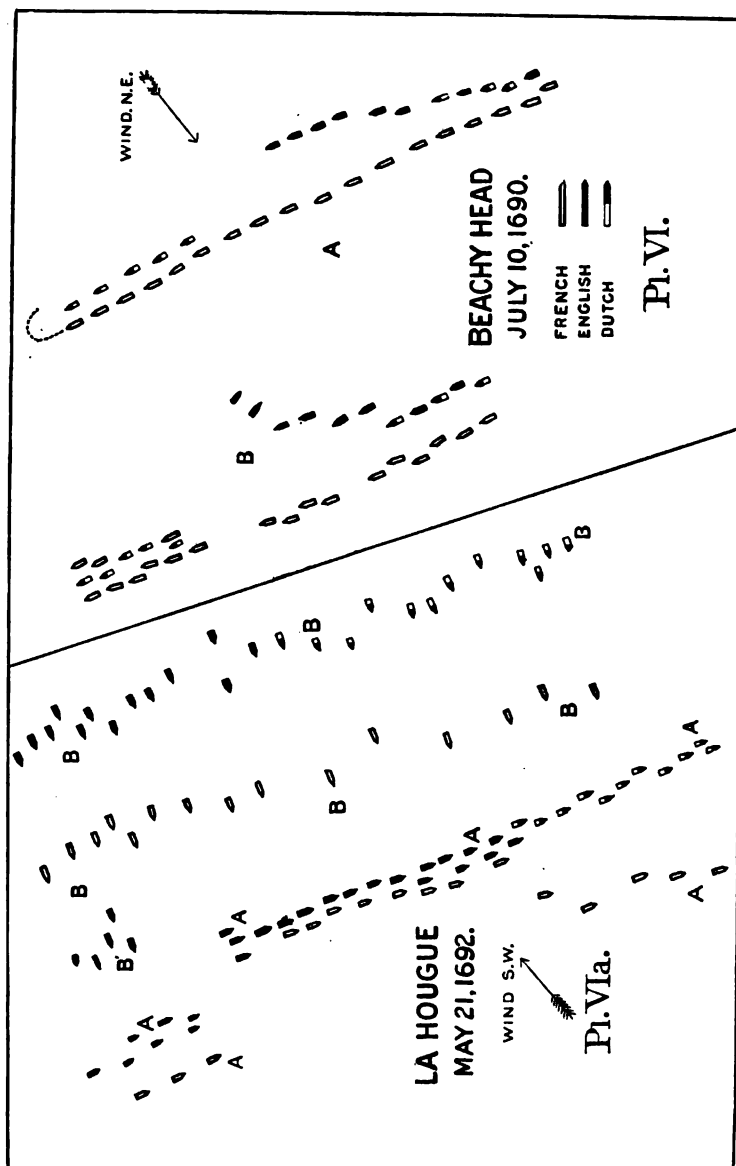 WIND. N.E.
A
BEACHY HEAD
JULY 10, 1690.
FRENCH
ENGLISH
DUTCH
Pl. VI.
B
B
B
B
B
B
B
B'
A
A
A
A
A
A
LA HOUGUE
MAY 21, 1692.
WIND S.W.
Pl. VIa.